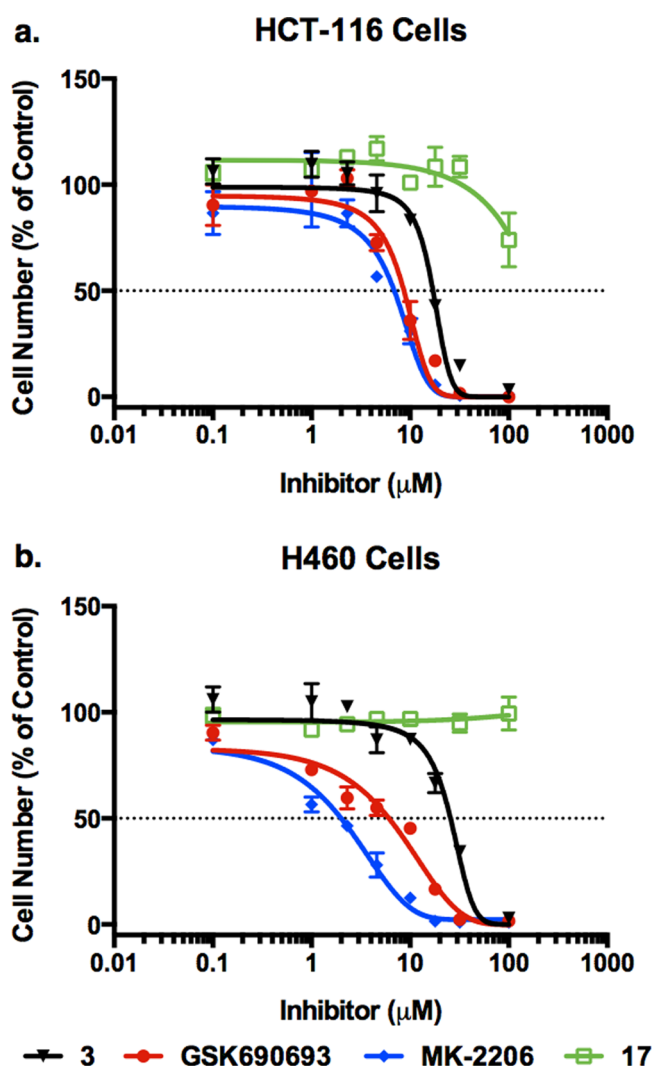 a.
HCT-116 Cells
Cell Number (% of Control)
150
100
50
0
0.01 0.1 1 10 100 1000
Inhibitor (μM)
b.
H460 Cells
Cell Number (% of Control)
150
100
50
0
0.01 0.1 1 10 100 1000
Inhibitor (μM)
3 GSK690693 MK-2206 17